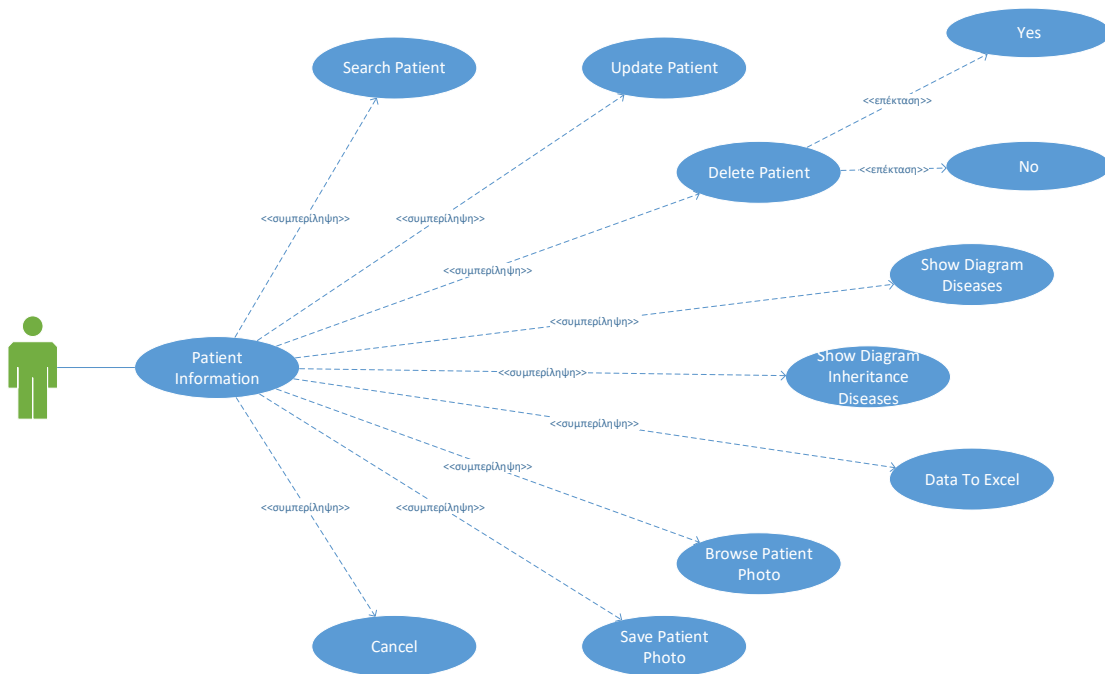 Yes
Search Patient
Update Patient
<<επέκταση>>
Delete Patient
<<επέκταση>>
No
<<συμπερίληψη>>
<<συμπερίληψη>>
<<συμπερίληψη>>
Show Diagram
Diseases
<<συμπερίληψη>>
Patient
Information
<<συμπερίληψη>>
Show Diagram
Inheritance
Diseases
<<συμπερίληψη>>
<<συμπερίληψη>>
Data To Excel
<<συμπερίληψη>>
<<συμπερίληψη>>
Browse Patient
Photo
Cancel
Save Patient
Photo